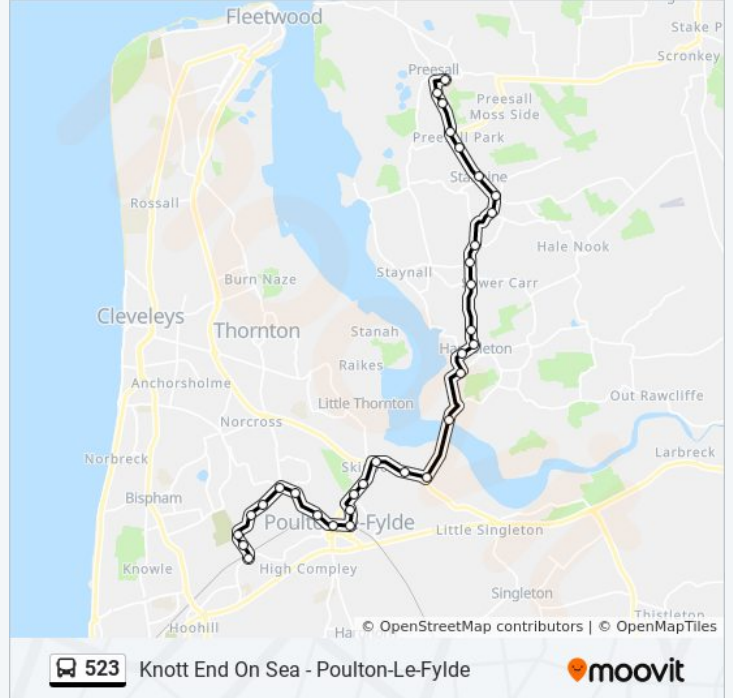 Fleetwood
Stake P
Scronkey
Preesall
Preesall
Moss Side
Preesall Park
Rossall
Hale Nook
Staynall
Burn Naze
Cleveleys
Thornton
Stanah
Raikes
Anchorsholme
Little Thornton
Out Rawcliffe
Norcross
Larbreck
Norbreck
Bispham
Little Singleton
Knowle
High Compley
Singleton
Thistleton
Hoohill
© OpenStreetMap contributors | © OpenMapTiles
523 Knott End On Sea - Poulton-Le-Fylde
moovit